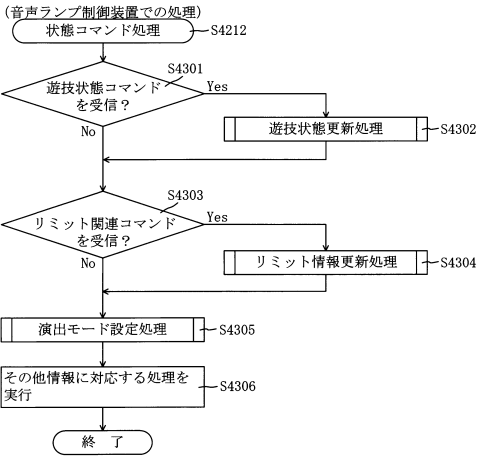 (音声ランプ制御装置での処理)
状態コマンド処理
S4212
S4301
遊技状態コマンド
を受信？
Yes
No
遊技状態更新処理
S4302
S4303
リミット関連コマンド
を受信？
Yes
No
リミット情報更新処理
S4304
演出モード設定処理
S4305
その他情報に対応する処理を
実行
S4306
終 了